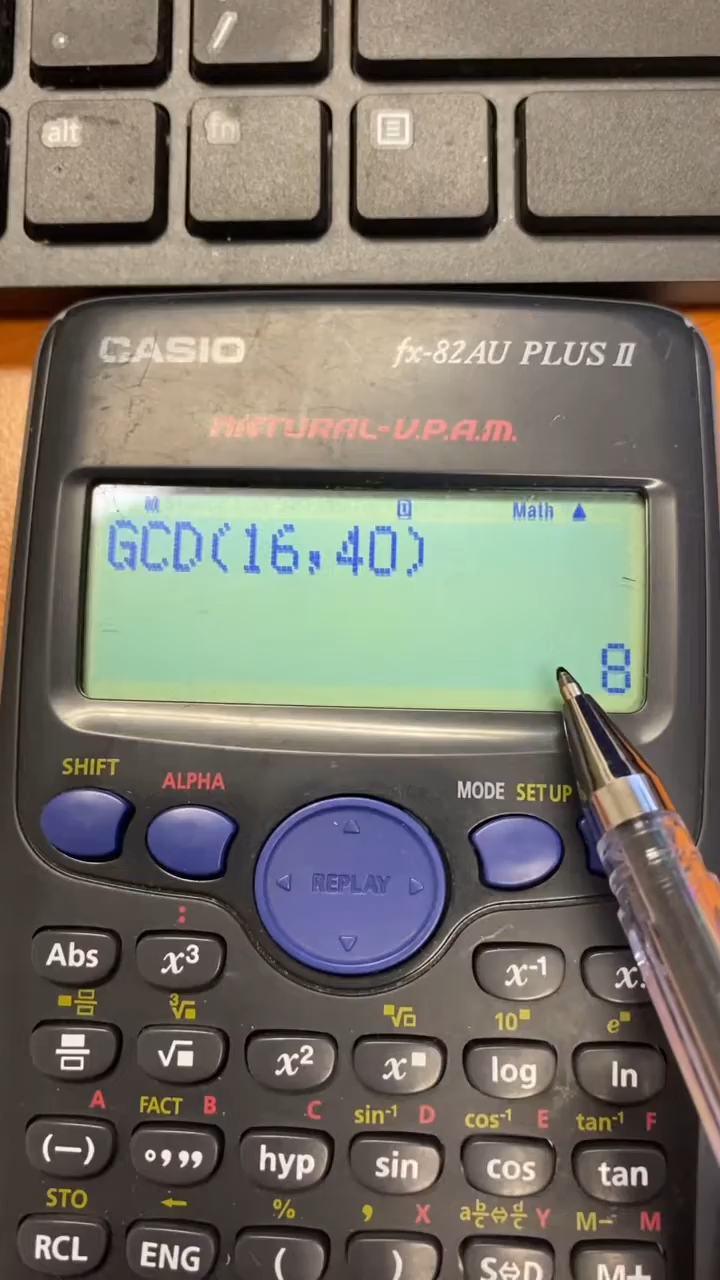 alt fn
CASIO fx-82AU PLUS II
NATURAL-V.P.A.M.
M D Math ▲
GCD(16,40)
8
SHIFT ALPHA MODE SETUP
REPLAY
:
Abs x³ x⁻¹
■□/□ ³√■ ■√□ 10■ e■
√■ x² x■ log ln
A FACT B C sin⁻¹ D cos⁻¹ E tan⁻¹ F
(−) °,,, hyp sin cos tan
STO ← % , X a b/c⇔d/c Y M− M
RCL ENG ( ) S⇔D M+